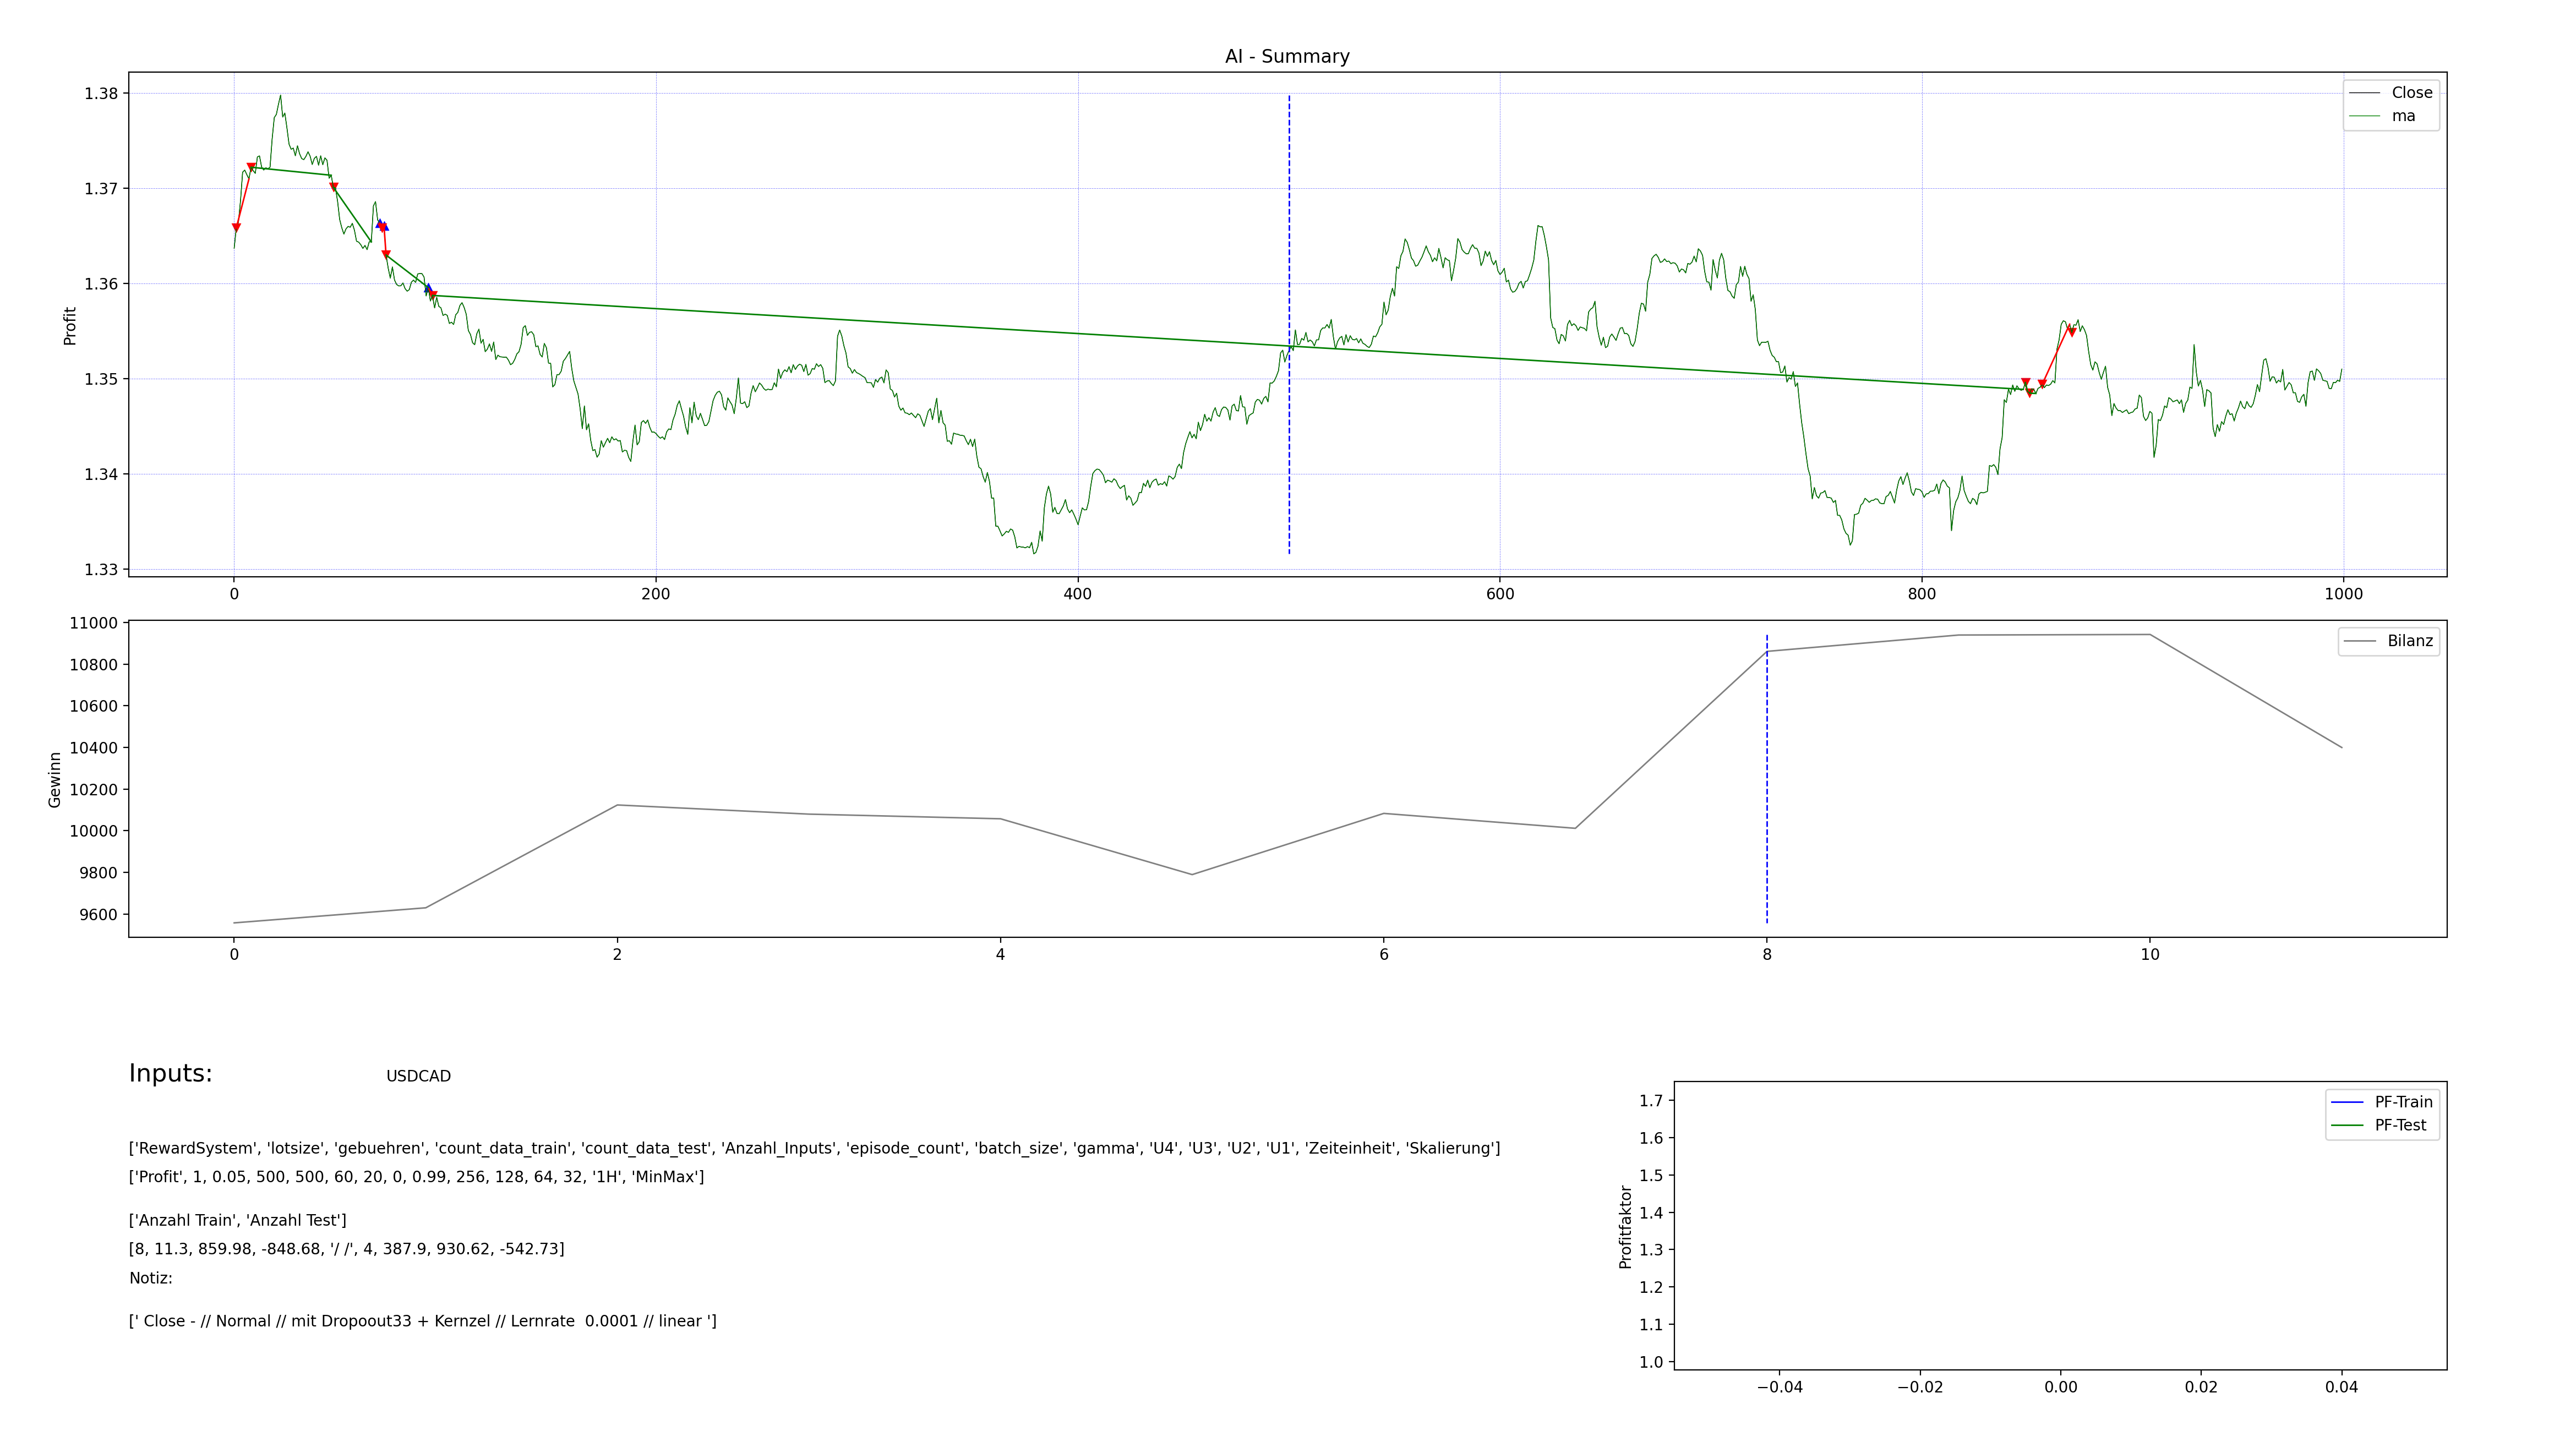 AI - Summary
1.38
1.37
1.36
1.35
1.34
1.33
Profit
Close
ma
0 200 400 600 800 1000
11000
10800
10600
10400
10200
10000
9800
9600
Gewinn
Bilanz
0 2 4 6 8 10
Inputs: USDCAD
['RewardSystem', 'lotsize', 'gebuehren', 'count_data_train', 'count_data_test', 'Anzahl_Inputs', 'episode_count', 'batch_size', 'gamma', 'U4', 'U3', 'U2', 'U1', 'Zeiteinheit', 'Skalierung']
['Profit', 1, 0.05, 500, 500, 60, 20, 0, 0.99, 256, 128, 64, 32, '1H', 'MinMax']
['Anzahl Train', 'Anzahl Test']
[8, 11.3, 859.98, -848.68, '/ /', 4, 387.9, 930.62, -542.73]
Notiz:
[' Close - // Normal // mit Dropoout33 + Kernzel // Lernrate  0.0001 // linear ']
1.7
1.6
1.5
1.4
1.3
1.2
1.1
1.0
Profitfaktor
PF-Train
PF-Test
−0.04 −0.02 0.00 0.02 0.04